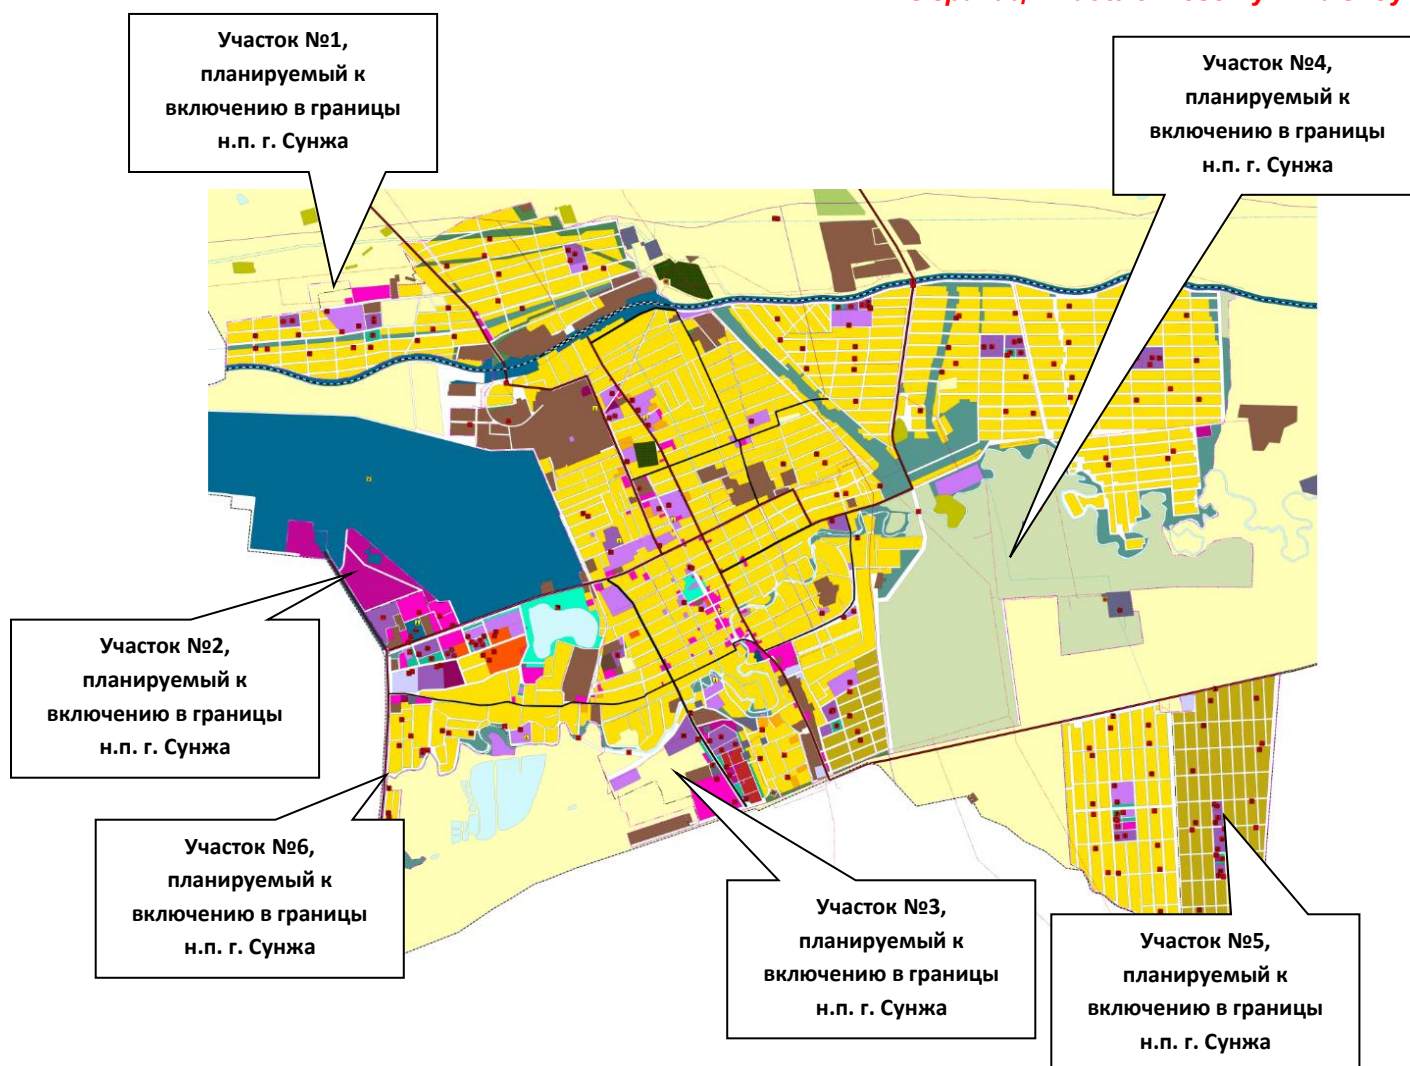 Участок №1,
планируемый к
включению в границы
н.п. г. Сунжа
Участок №4,
планируемый к
включению в границы
н.п. г. Сунжа
Участок №2,
планируемый к
включению в границы
н.п. г. Сунжа
Участок №6,
планируемый к
включению в границы
н.п. г. Сунжа
Участок №3,
планируемый к
включению в границы
н.п. г. Сунжа
Участок №5,
планируемый к
включению в границы
н.п. г. Сунжа